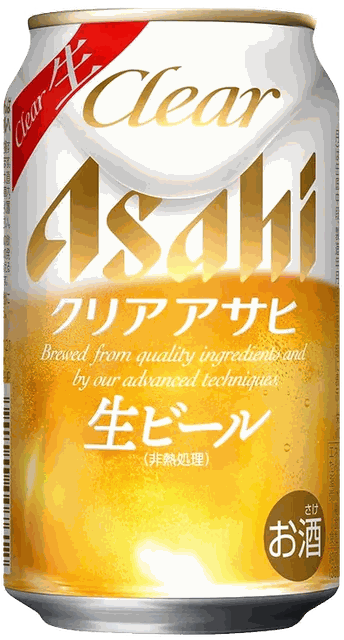 Clear 生
Clear
Asahi
クリアアサヒ
Brewed from quality ingredients and
by our advanced techniques.
生ビール
(非熱処理)
さけ
お酒